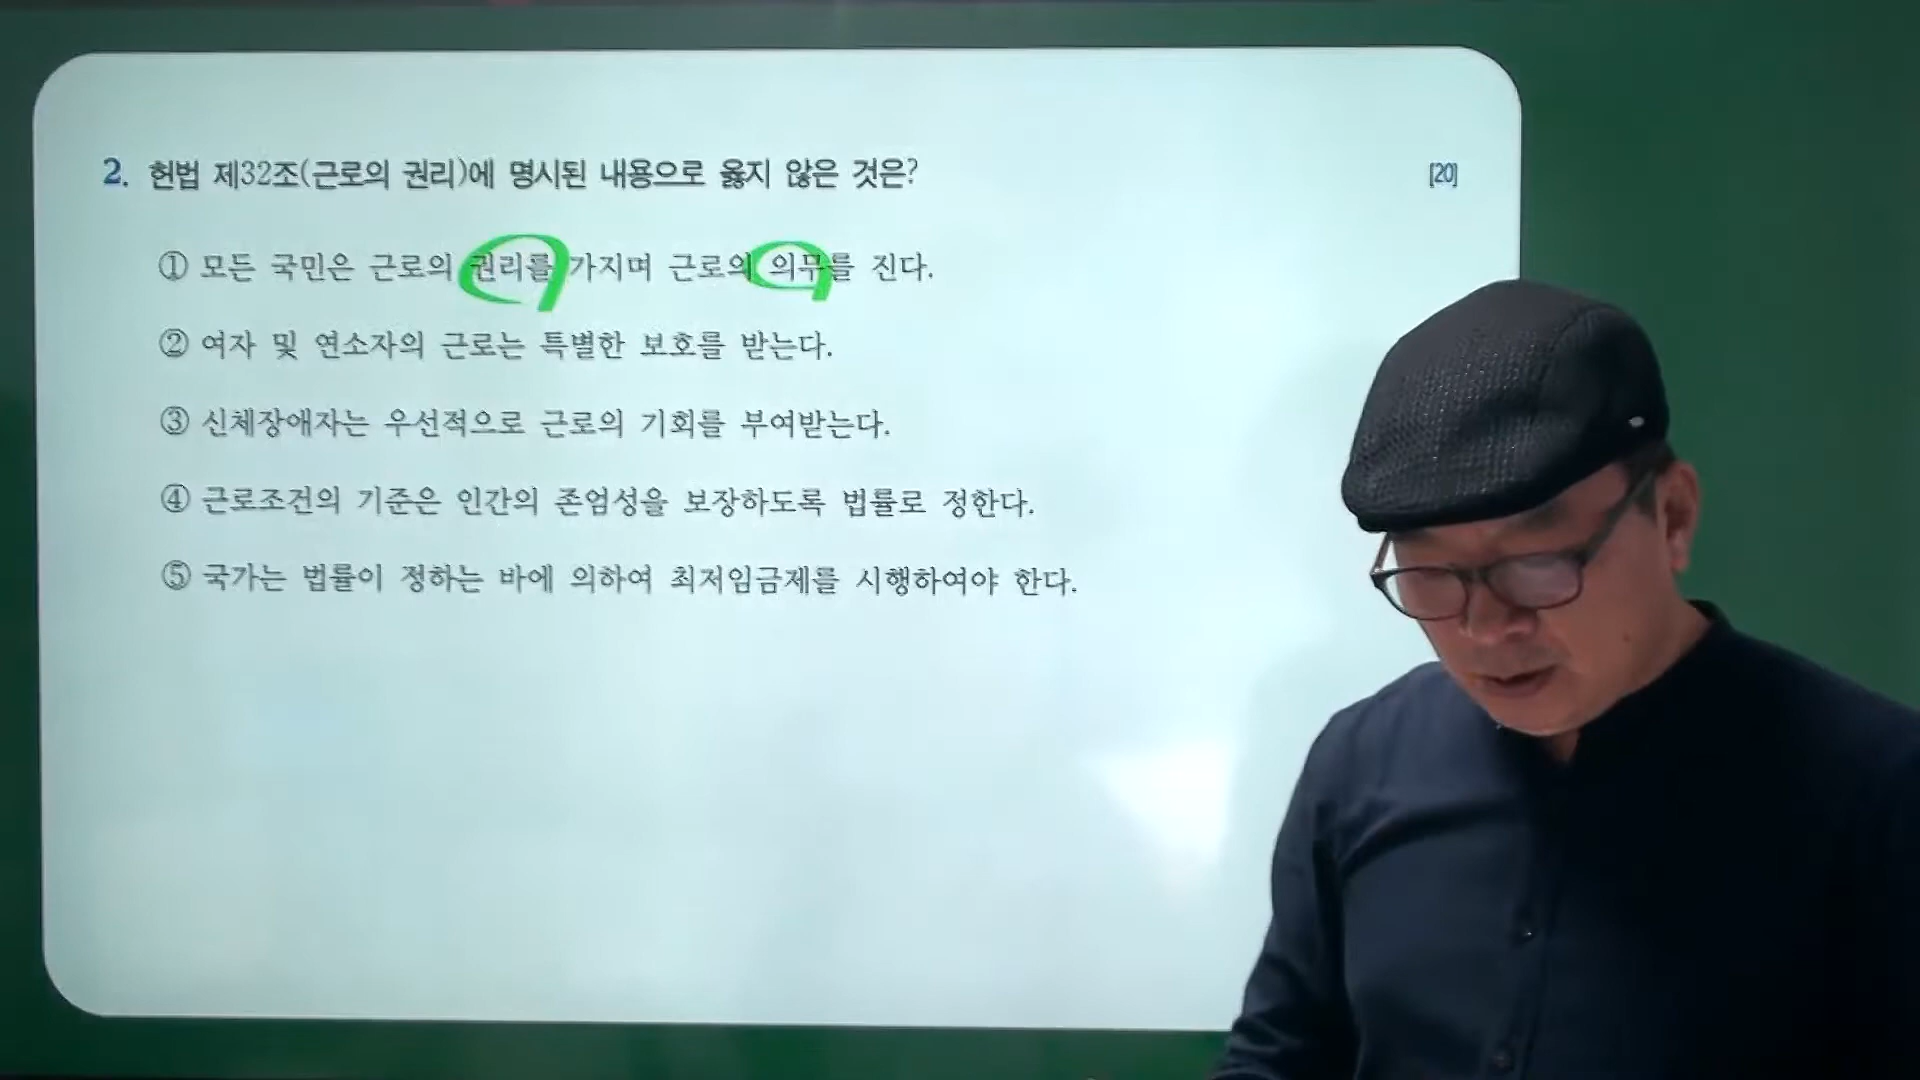 2. 헌법 제32조(근로의 권리)에 명시된 내용으로 옳지 않은 것은? [20]
① 모든 국민은 근로의 권리를 가지며 근로의 의무를 진다.
② 여자 및 연소자의 근로는 특별한 보호를 받는다.
③ 신체장애자는 우선적으로 근로의 기회를 부여받는다.
④ 근로조건의 기준은 인간의 존엄성을 보장하도록 법률로 정한다.
⑤ 국가는 법률이 정하는 바에 의하여 최저임금제를 시행하여야 한다.